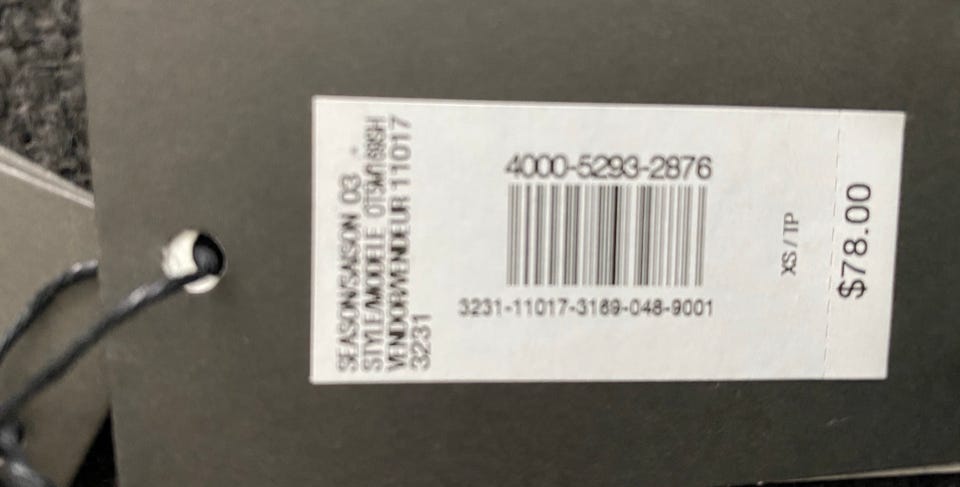 SEASON/SAISON 03
STYLE/MODELE
VENDOR/VENDEUR 11017
3231
4000-5293-2876
3231-11017-3169-048-9001
XS / TP
$78.00